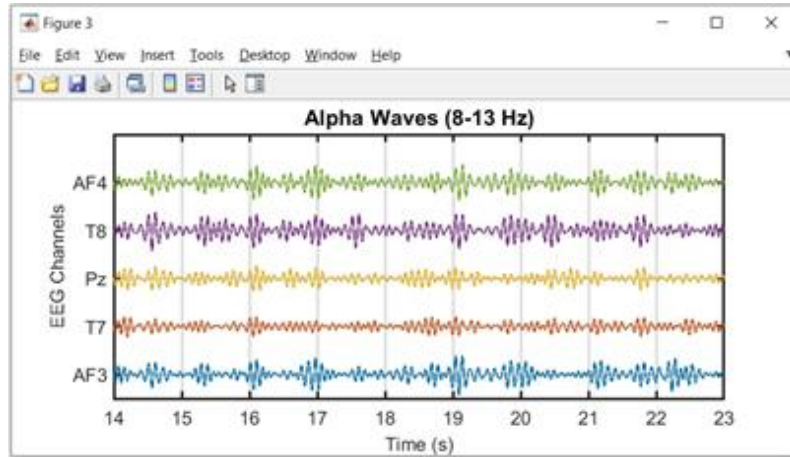 Figure 3
File Edit View Insert Tools Desktop Window Help
Alpha Waves (8-13 Hz)
EEG Channels
AF4
T8
Pz
T7
AF3
14 15 16 17 18 19 20 21 22 23
Time (s)